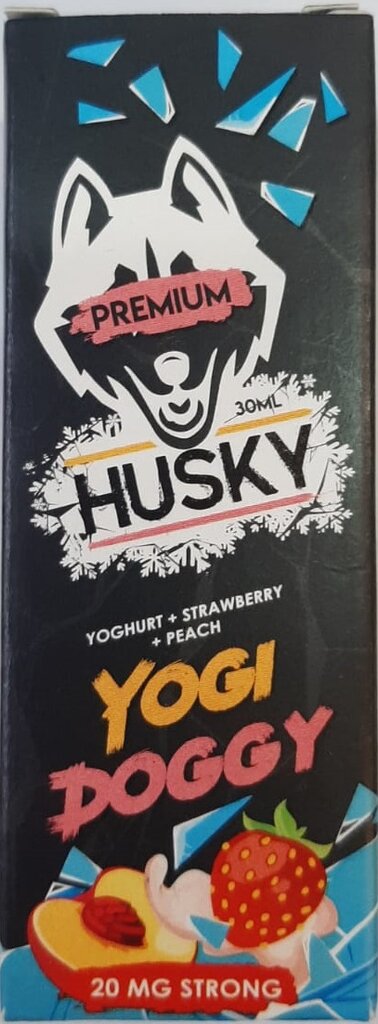 PREMIUM
30ML
HUSKY
YOGHURT + STRAWBERRY
+ PEACH
YOGI
DOGGY
20 MG STRONG